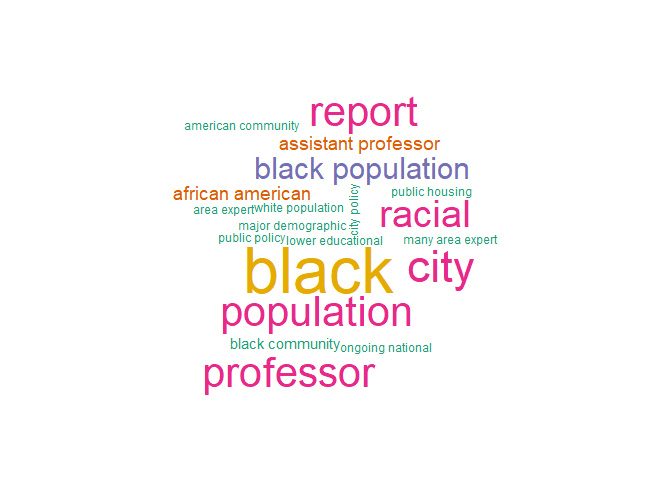 report
american community
assistant professor
black population
african american
public housing
city policy
area expert
white population
racial
major demographic
public policy
lower educational
many area expert
black
city
population
black community
ongoing national
professor